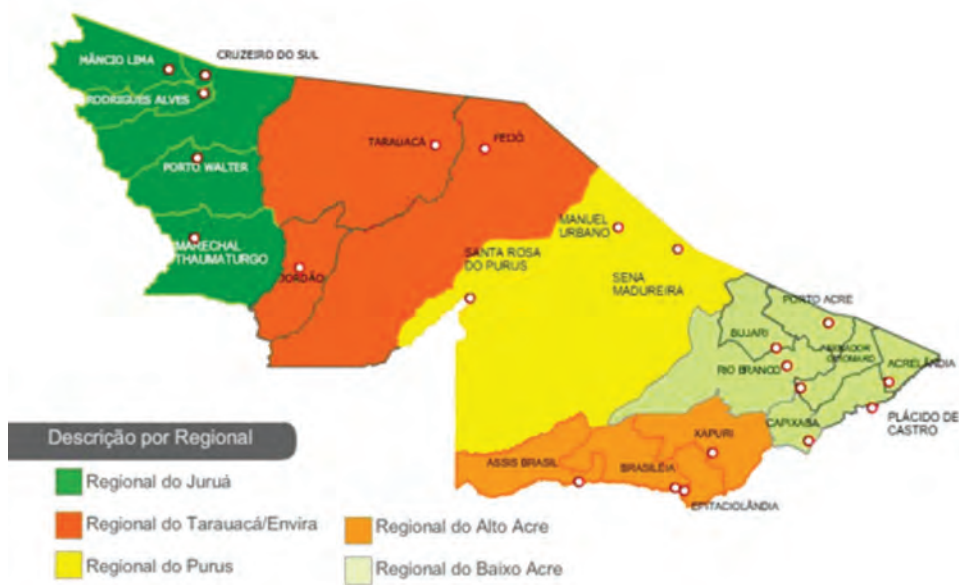 CRUZEIRO DO SUL
MÂNCIO LIMA
RODRIGUES ALVES
TARAUACÁ
FEIJÓ
PORTO WALTER
MARECHAL
THAUMATURGO
JORDÃO
MANUEL
URBANO
SANTA ROSA
DO PURUS
SENA
MADUREIRA
PORTO ACRE
BUJARI
RIO BRANCO
ACRELÂNDIA
PLÁCIDO DE
CASTRO
CAPIXABA
XAPURI
ASSIS BRASIL
BRASILÉIA
EPITACIOLÂNDIA
Descrição por Regional
Regional do Juruá
Regional do Tarauacá/Envira
Regional do Purus
Regional do Alto Acre
Regional do Baixo Acre